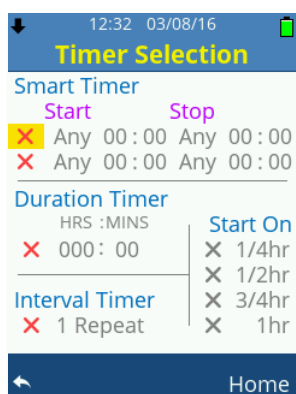 12:32 03/08/16
Timer Selection
Smart Timer
Start Stop
Any 00:00 Any 00:00
Any 00:00 Any 00:00
Duration Timer
HRS :MINS
000: 00
Start On
1/4hr
1/2hr
3/4hr
1hr
Interval Timer
1 Repeat
Home